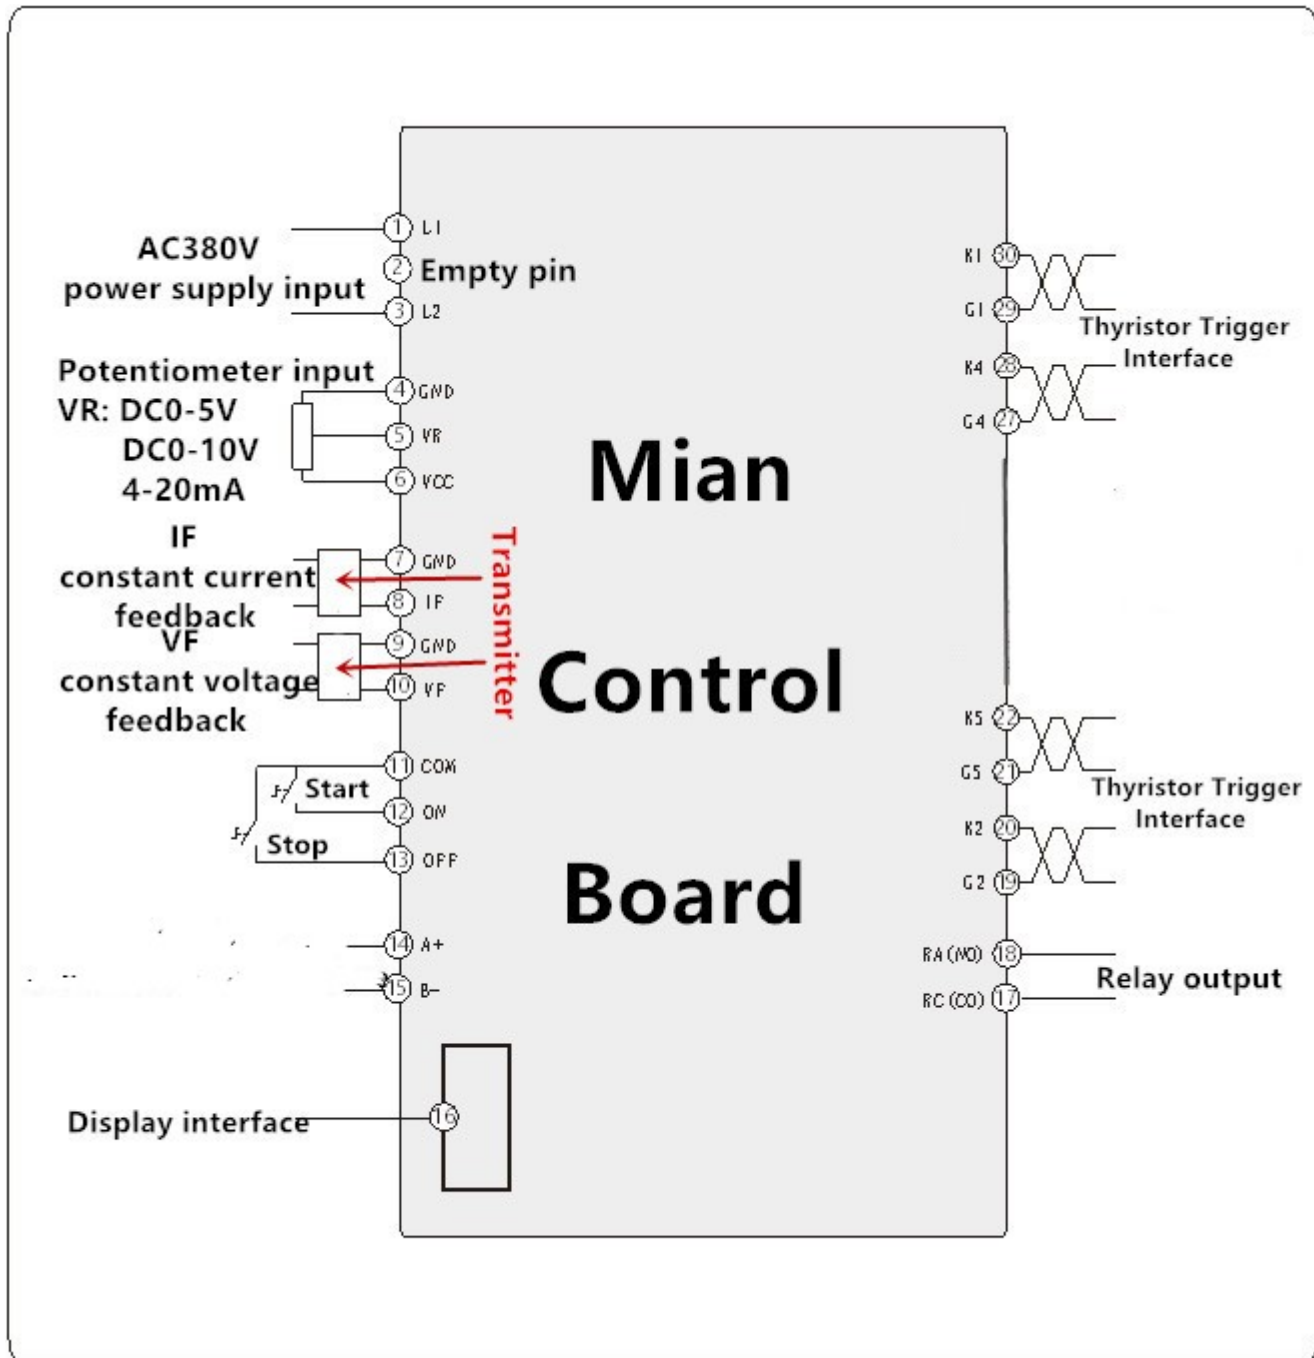 AC380V
power supply input
1 L1
2 Empty pin
3 L2
Potentiometer input
VR: DC0-5V
DC0-10V
4-20mA
4 GND
5 VR
6 VCC
IF
constant current
feedback
7 GND
8 IF
VF
constant voltage
feedback
9 GND
10 VF
Transmitter
11 COM
Start
12 ON
Stop
13 OFF
14 A+
15 B-
Display interface
16
Mian
Control
Board
K1 30
G1 29
Thyristor Trigger
Interface
K4 28
G4 27
K5 22
G5 21
Thyristor Trigger
Interface
K2 20
G2 19
RA(NO) 18
Relay output
RC(CO) 17